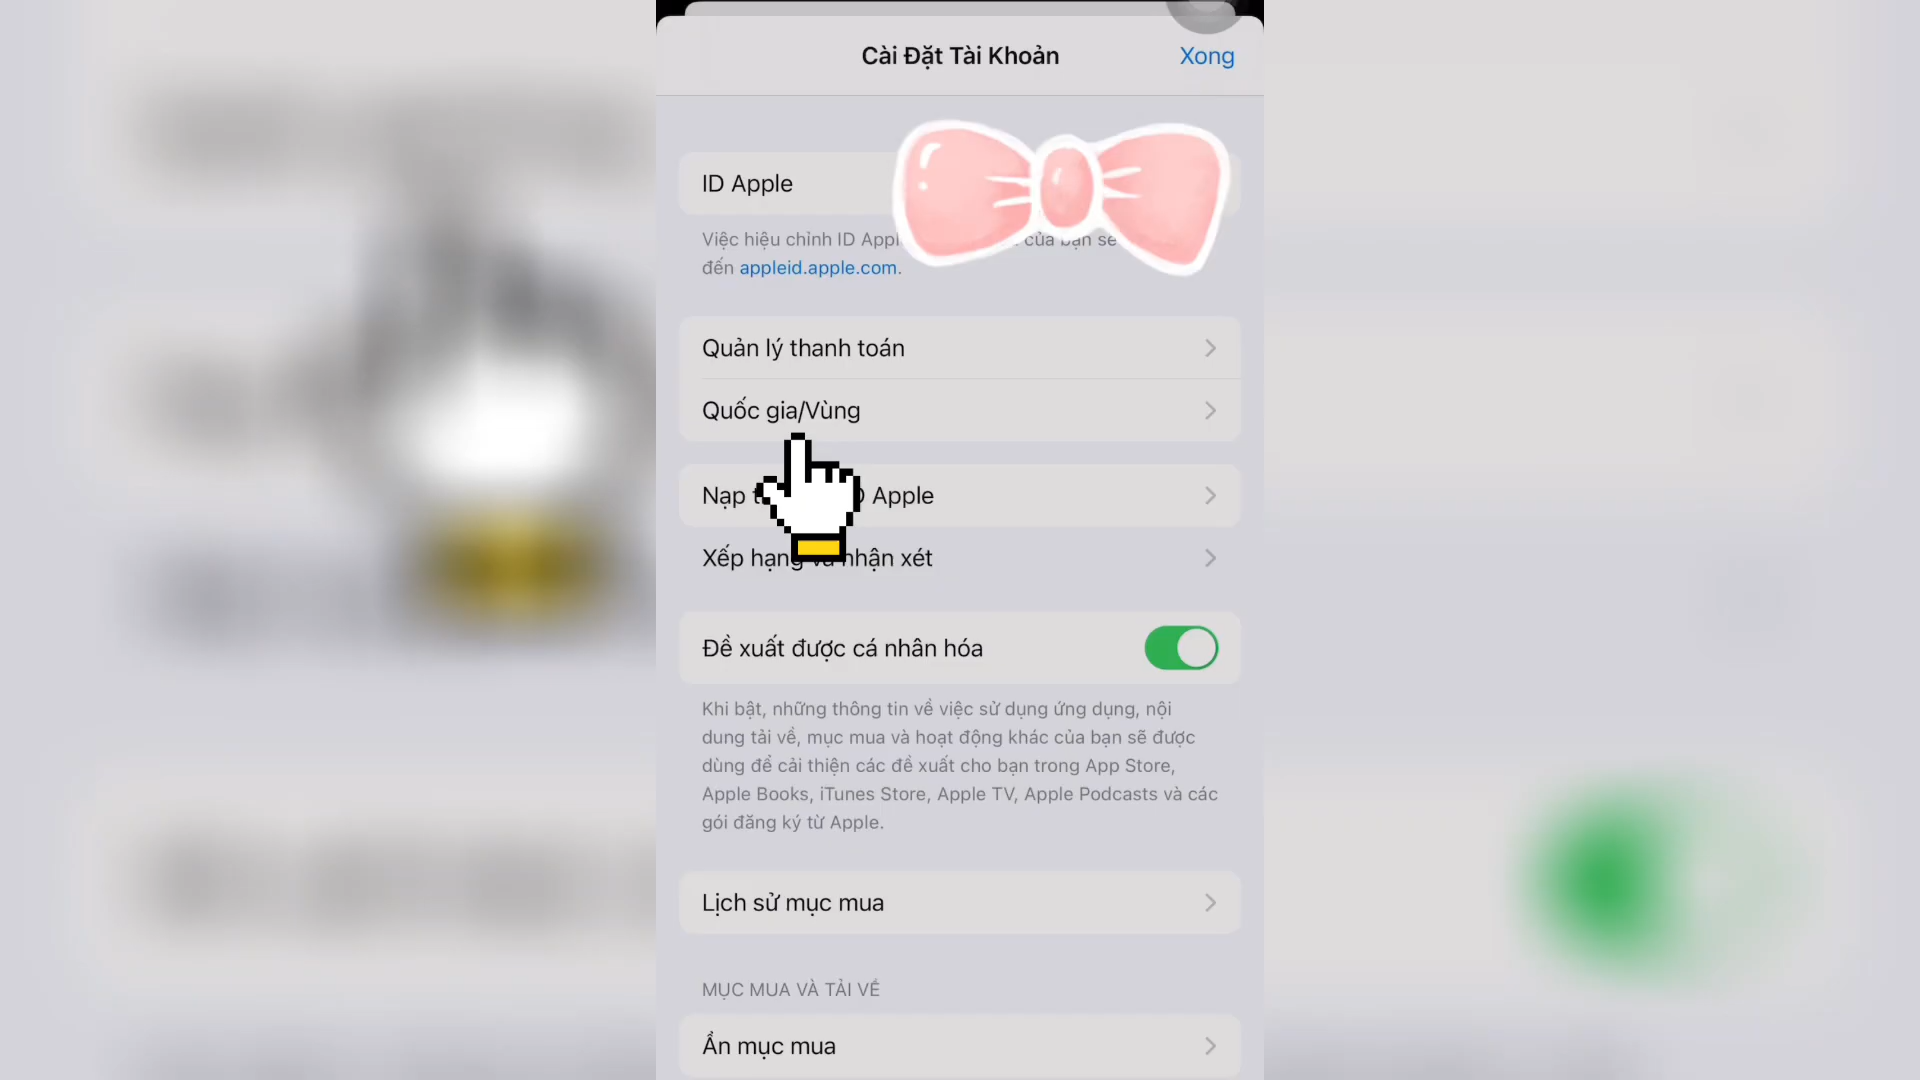 Cài Đặt Tài Khoản
Xong
ID Apple
Việc hiệu chỉnh ID Appl của bạn sẽ
đến appleid.apple.com.
Quản lý thanh toán
Quốc gia/Vùng
Nạp Apple
Xếp hạng và nhận xét
Đề xuất được cá nhân hóa
Khi bật, những thông tin về việc sử dụng ứng dụng, nội
dung tải về, mục mua và hoạt động khác của bạn sẽ được
dùng để cải thiện các đề xuất cho bạn trong App Store,
Apple Books, iTunes Store, Apple TV, Apple Podcasts và các
gói đăng ký từ Apple.
Lịch sử mục mua
MỤC MUA VÀ TẢI VỀ
Ẩn mục mua